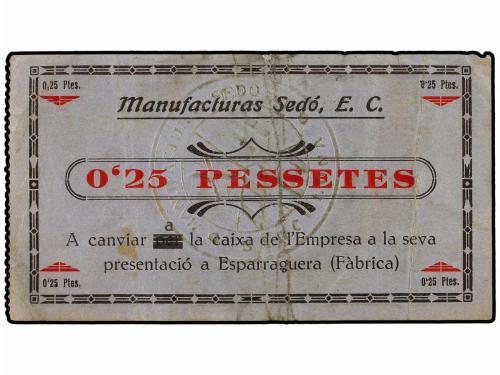 0,25 Ptes. 0'25 Ptes.
SEDO
Manufacturas Sedó, E. C.
0'25 PESSETES
a
A canviar per la caixa de l'Empresa a la seva
presentació a Esparraguera (Fàbrica)
0'25 Ptes. 0'25 Ptes.